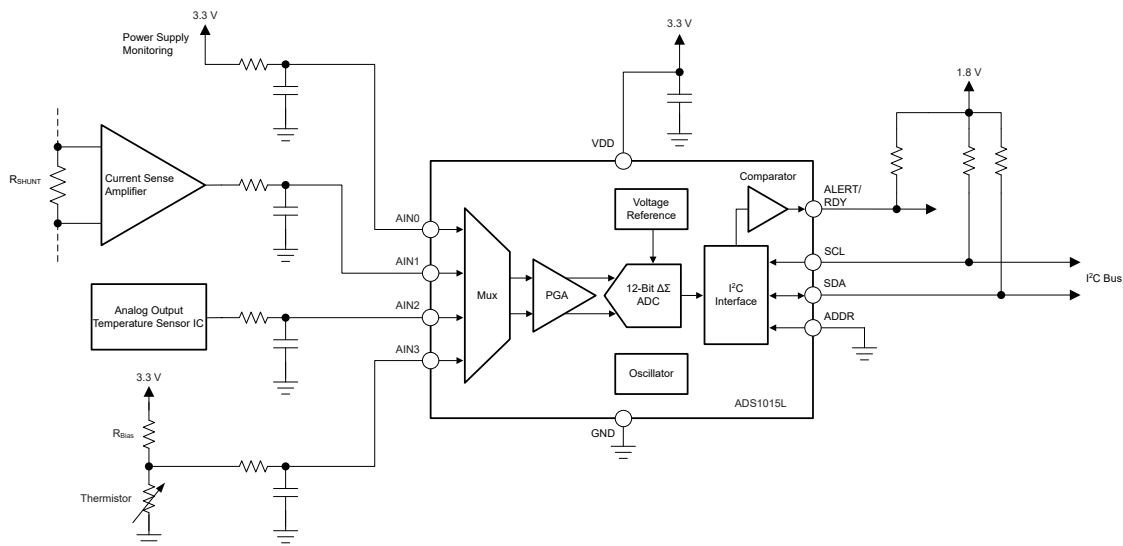 3.3 V
Power Supply
Monitoring
3.3 V
1.8 V
VDD
R_SHUNT
Current Sense
Amplifier
Comparator
ALERT/
RDY
Voltage
Reference
AIN0
SCL
AIN1
Mux
PGA
12-Bit ΔΣ
ADC
I²C
Interface
I²C Bus
SDA
Analog Output
Temperature Sensor IC
AIN2
ADDR
AIN3
Oscillator
3.3 V
ADS1015L
R_Bias
GND
Thermistor